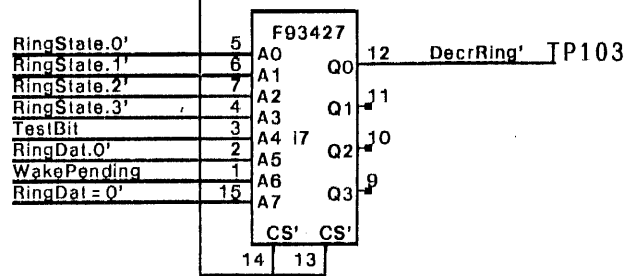 F93427
RingState.0' 5 A0 Q0 12 DecrRing' TP103
RingState.1' 6 A1
RingState.2' 7 A2 Q1 11
RingState.3' 4 A3
TestBit 3 A4 i7 Q2 10
RingDat.0' 2 A5
WakePending 1 A6 Q3 9
RingDat=0' 15 A7
CS' CS'
14 13